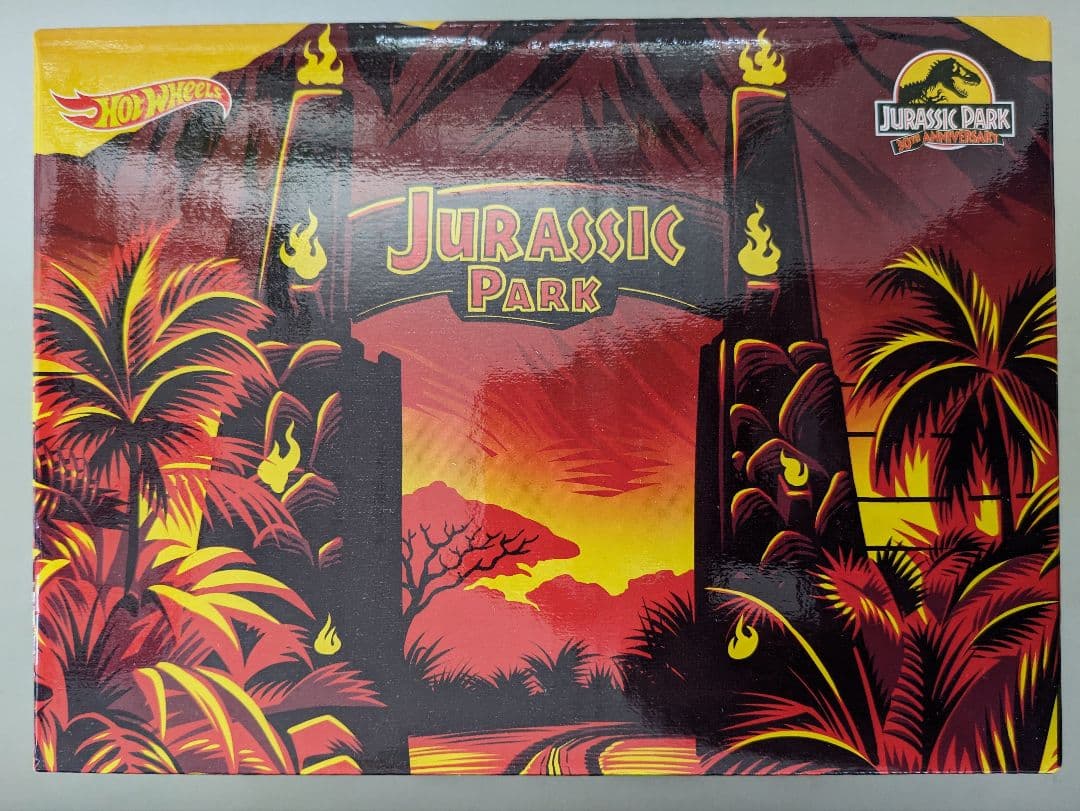 HOT WHEELS
JURASSIC PARK
30TH ANNIVERSARY
JURASSIC
PARK